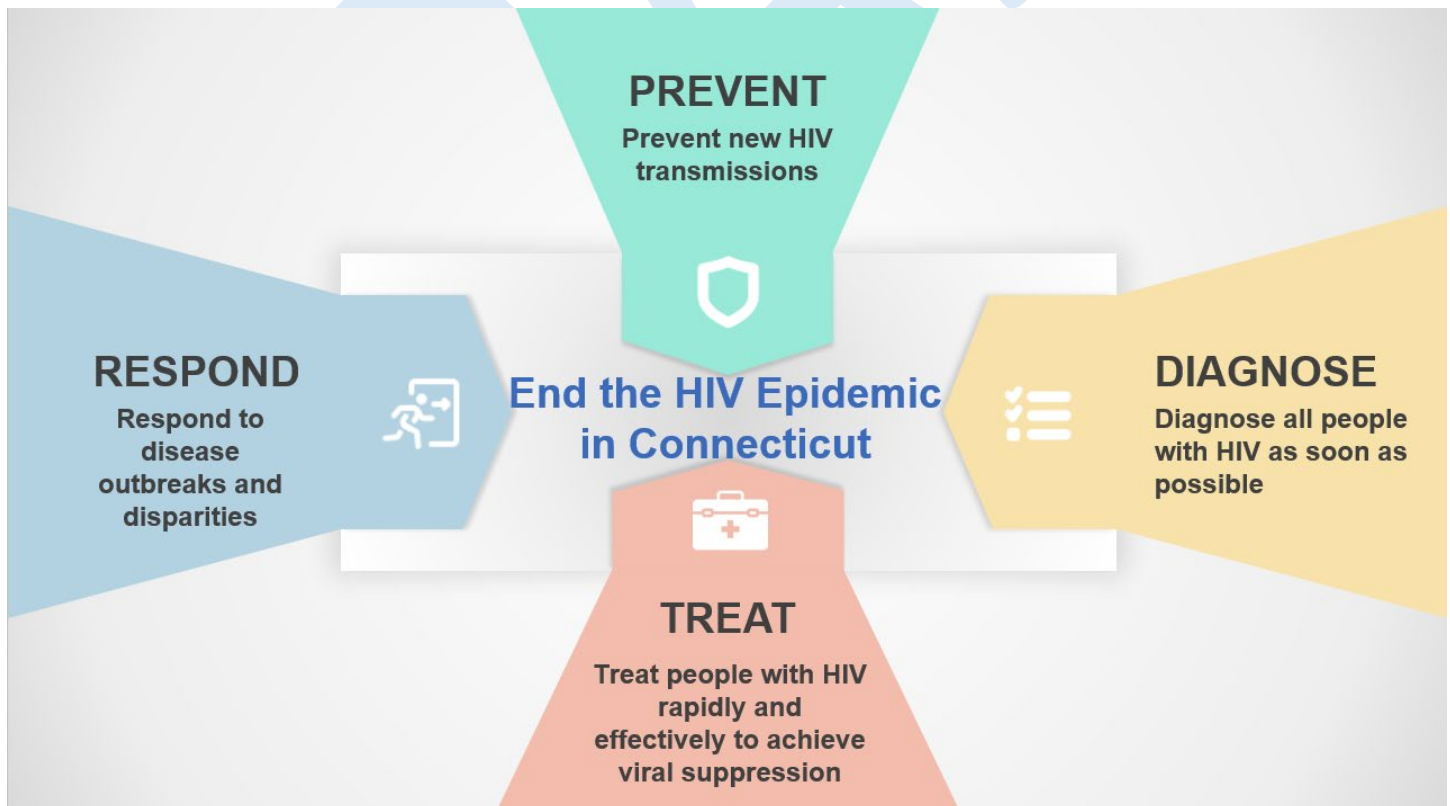 PREVENT
Prevent new HIV
transmissions
RESPOND
Respond to
disease
outbreaks and
disparities
End the HIV Epidemic
in Connecticut
DIAGNOSE
Diagnose all people
with HIV as soon as
possible
TREAT
Treat people with HIV
rapidly and
effectively to achieve
viral suppression